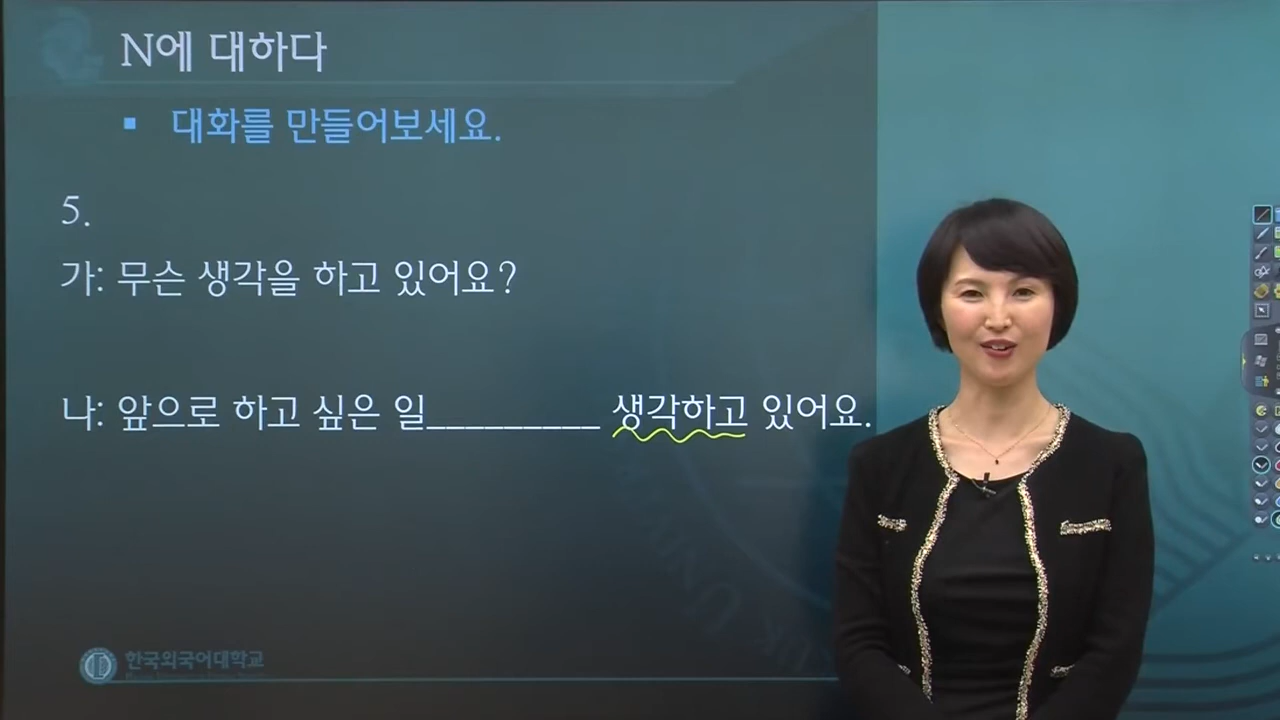 N에 대하다
▪ 대화를 만들어보세요.
5.
가: 무슨 생각을 하고 있어요?
나: 앞으로 하고 싶은 일_________ 생각하고 있어요.
한국외국어대학교